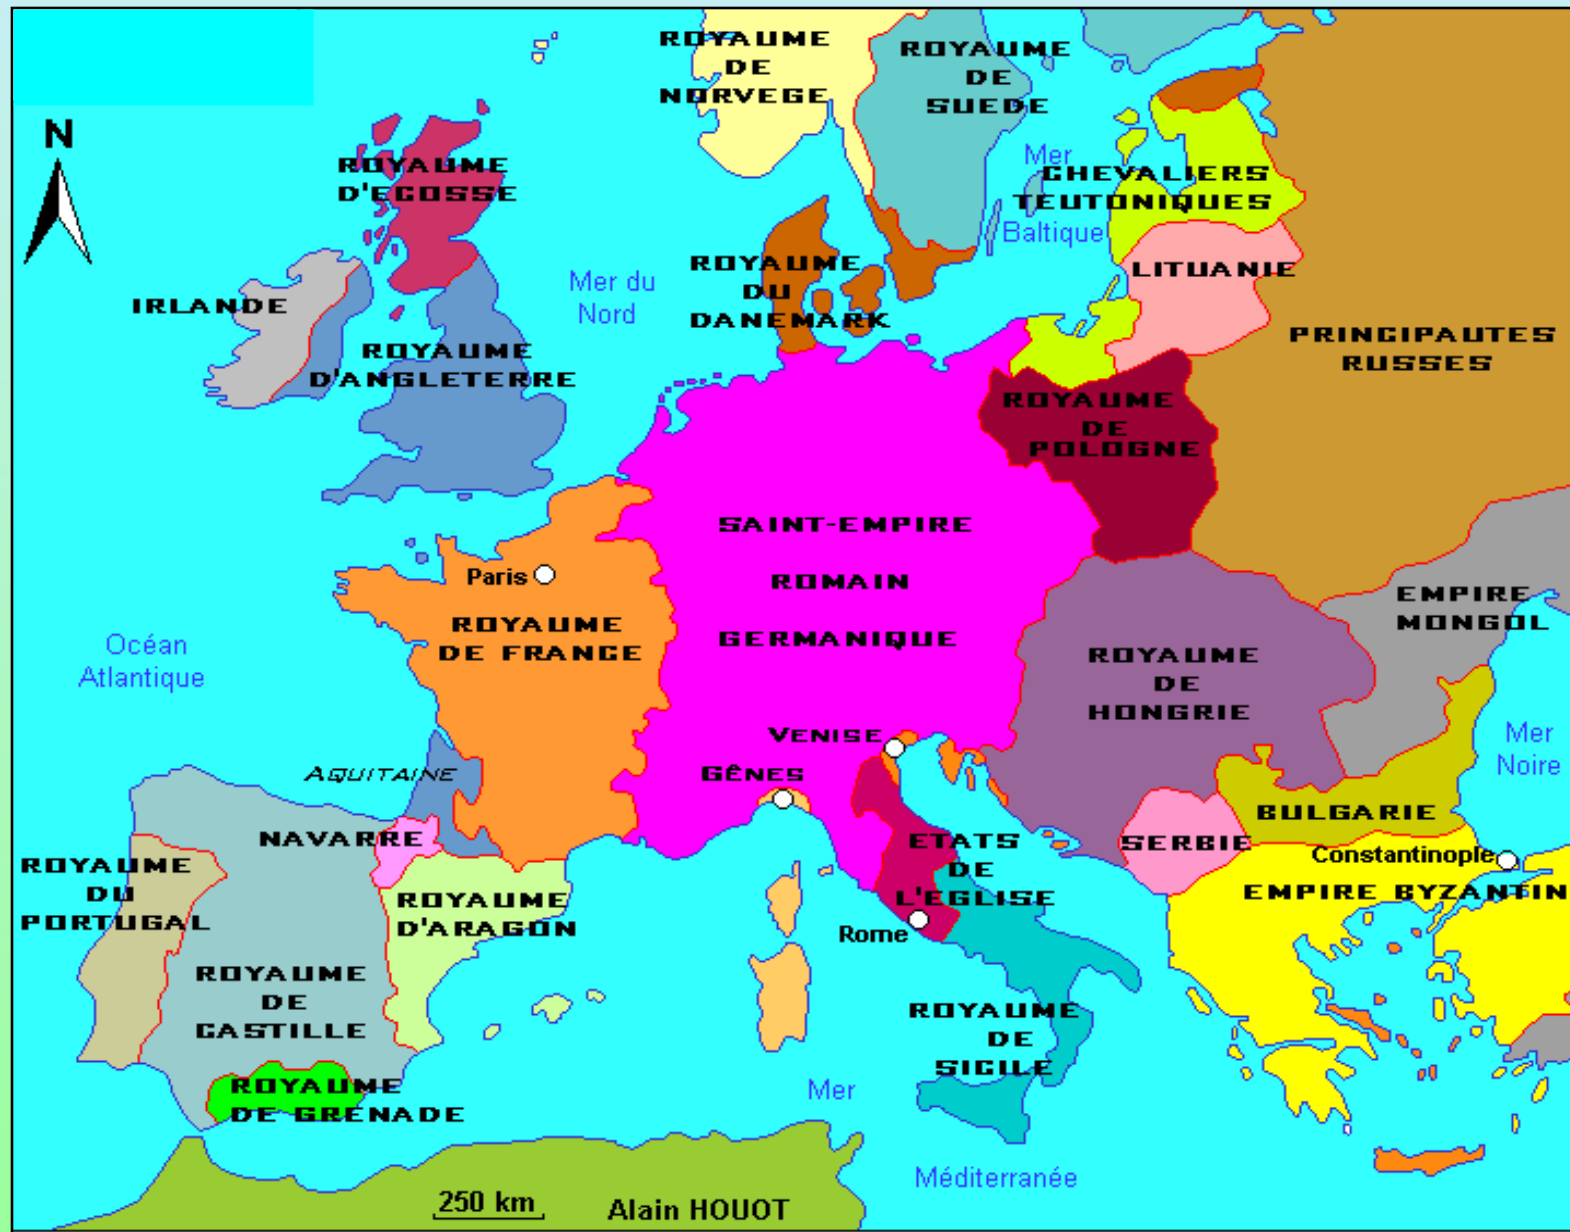 ROYAUME
DE
NORVEGE
ROYAUME
DE
SUEDE
N
ROYAUME
D'ECOSSE
Mer
Baltique
CHEVALIERS
TEUTONIQUES
IRLANDE
Mer du
Nord
ROYAUME
DU
DANEMARK
LITUANIE
ROYAUME
D'ANGLETERRE
PRINCIPAUTES
RUSSES
ROYAUME
DE
POLOGNE
SAINT-EMPIRE
ROMAIN
GERMANIQUE
Paris
ROYAUME
DE FRANCE
EMPIRE
MONGOL
Océan
Atlantique
ROYAUME
DE
HONGRIE
VENISE
GÊNES
AQUITAINE
Mer
Noire
NAVARRE
BULGARIE
SERBIE
ETATS
DE
L'EGLISE
Rome
Constantinople
EMPIRE BYZANTIN
ROYAUME
DU
PORTUGAL
ROYAUME
D'ARAGON
ROYAUME
DE
CASTILLE
ROYAUME
DE
SICILE
ROYAUME
DE GRENADE
Mer
Méditerranée
250 km
Alain HOUOT